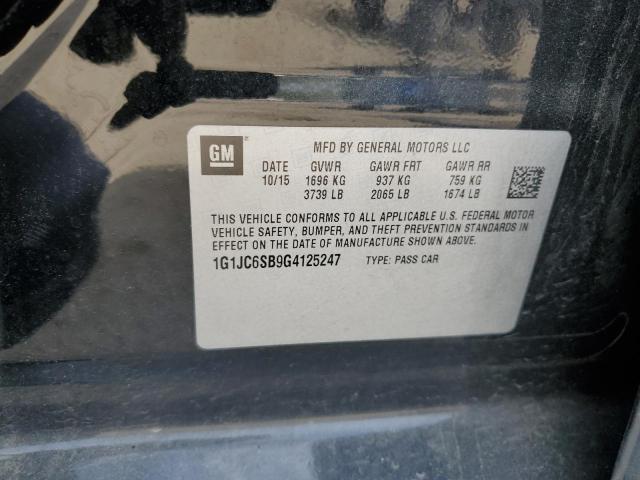 GM MFD BY GENERAL MOTORS LLC
DATE GVWR GAWR FRT GAWR RR
10/15 1696 KG 937 KG 759 KG
3739 LB 2065 LB 1674 LB
THIS VEHICLE CONFORMS TO ALL APPLICABLE U.S. FEDERAL MOTOR
VEHICLE SAFETY, BUMPER, AND THEFT PREVENTION STANDARDS IN
EFFECT ON THE DATE OF MANUFACTURE SHOWN ABOVE.
1G1JC6SB9G4125247 TYPE: PASS CAR